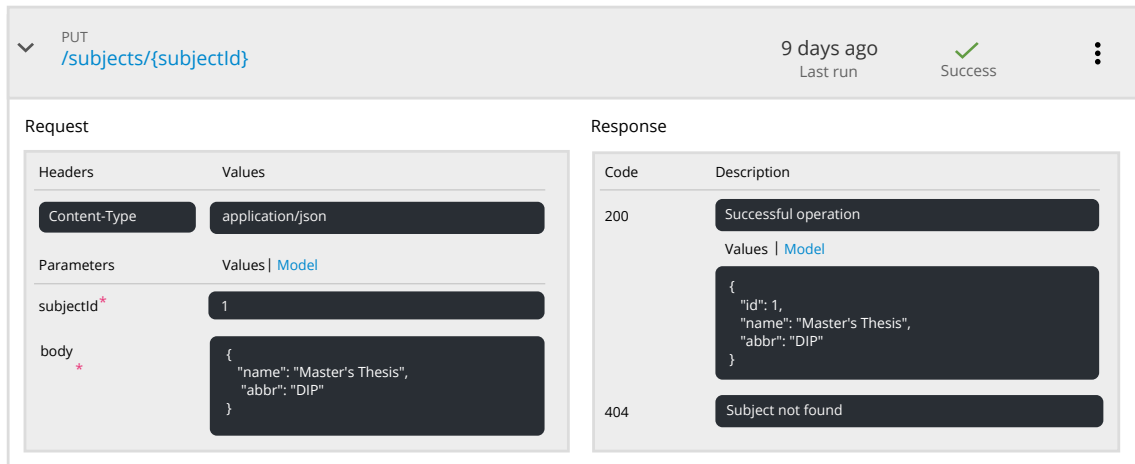 PUT
/subjects/{subjectId}
9 days ago
Last run
Success
Request
Headers Values
Content-Type application/json
Parameters Values | Model
subjectId* 1
body
*
{
"name": "Master's Thesis",
"abbr": "DIP"
}
Response
Code Description
200 Successful operation
Values | Model
{
"id": 1,
"name": "Master's Thesis",
"abbr": "DIP"
}
404 Subject not found